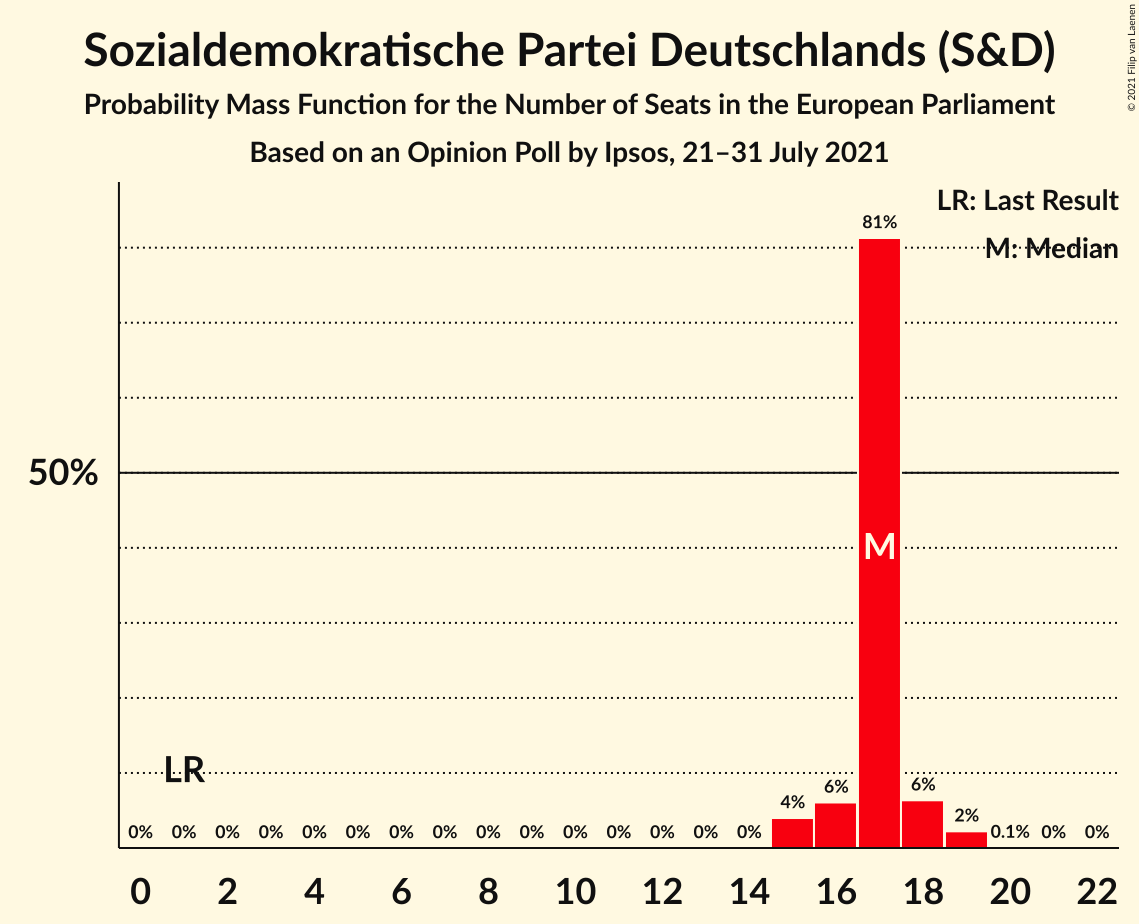 Sozialdemokratische Partei Deutschlands (S&D)
Probability Mass Function for the Number of Seats in the European Parliament
Based on an Opinion Poll by Ipsos, 21–31 July 2021
© 2021 Filip van Laenen
LR: Last Result
M: Median
81%
50%
M
LR
0% 0% 0% 0% 0% 0% 0% 0% 0% 0% 0% 0% 0% 0% 0% 4% 6% 6% 2% 0.1% 0% 0%
0 2 4 6 8 10 12 14 16 18 20 22